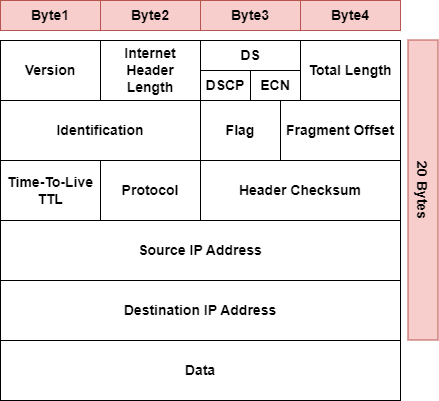 Byte1 Byte2 Byte3 Byte4
Version
Internet
Header
Length
DS
DSCP ECN
Total Length
Identification Flag Fragment Offset
Time-To-Live
TTL
Protocol Header Checksum
Source IP Address
Destination IP Address
Data
20 Bytes